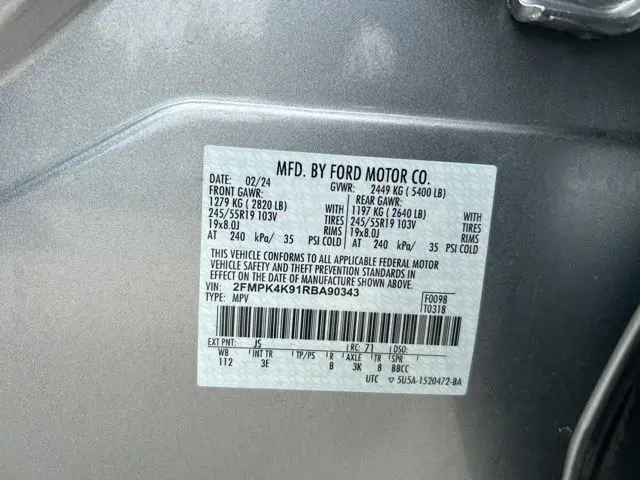 MFD. BY FORD MOTOR CO.
DATE: 02/24 GVWR: 2449 KG ( 5400 LB)
FRONT GAWR: REAR GAWR:
1279 KG ( 2820 LB) WITH 1197 KG ( 2640 LB) WITH
245/55R19 103V TIRES 245/55R19 103V TIRES
19x8.0J RIMS 19x8.0J RIMS
AT 240 kPa/ 35 PSI COLD AT 240 kPa/ 35 PSI COLD
THIS VEHICLE CONFORMS TO ALL APPLICABLE FEDERAL MOTOR
VEHICLE SAFETY AND THEFT PREVENTION STANDARDS IN
EFFECT ON THE DATE OF MANUFACTURE SHOWN ABOVE.
VIN: 2FMPK4K91RBA90343 F0098
TYPE: MPV T0318
EXT PNT: JS RC: 71 DSO:
WB INT TR TP/PS R AXLE TR SPR
112 3E B 3K 8 BBCC
UTC ▽5U5A-1520472-BA